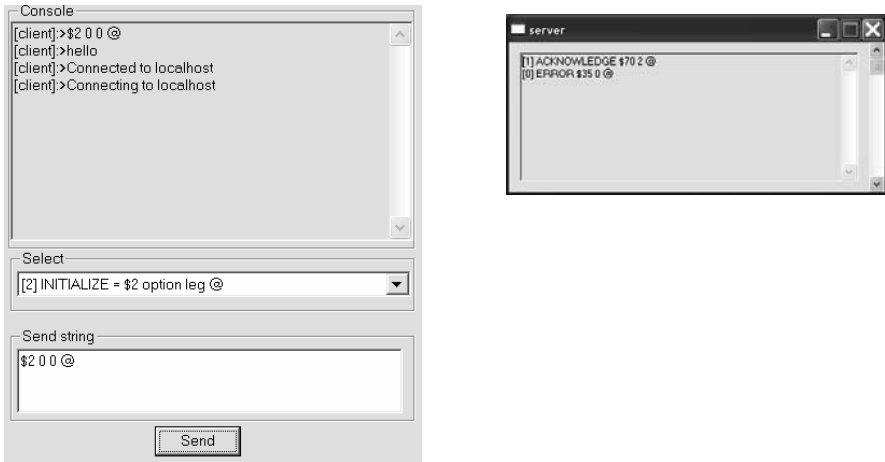 Console
[client]:>$2 0 0 @
[client]:>hello
[client]:>Connected to localhost
[client]:>Connecting to localhost
Select
[2] INITIALIZE = $2 option leg @
Send string
$2 0 0 @
Send
server
[1] ACKNOWLEDGE $70 2 @
[0] ERROR $35 0 @